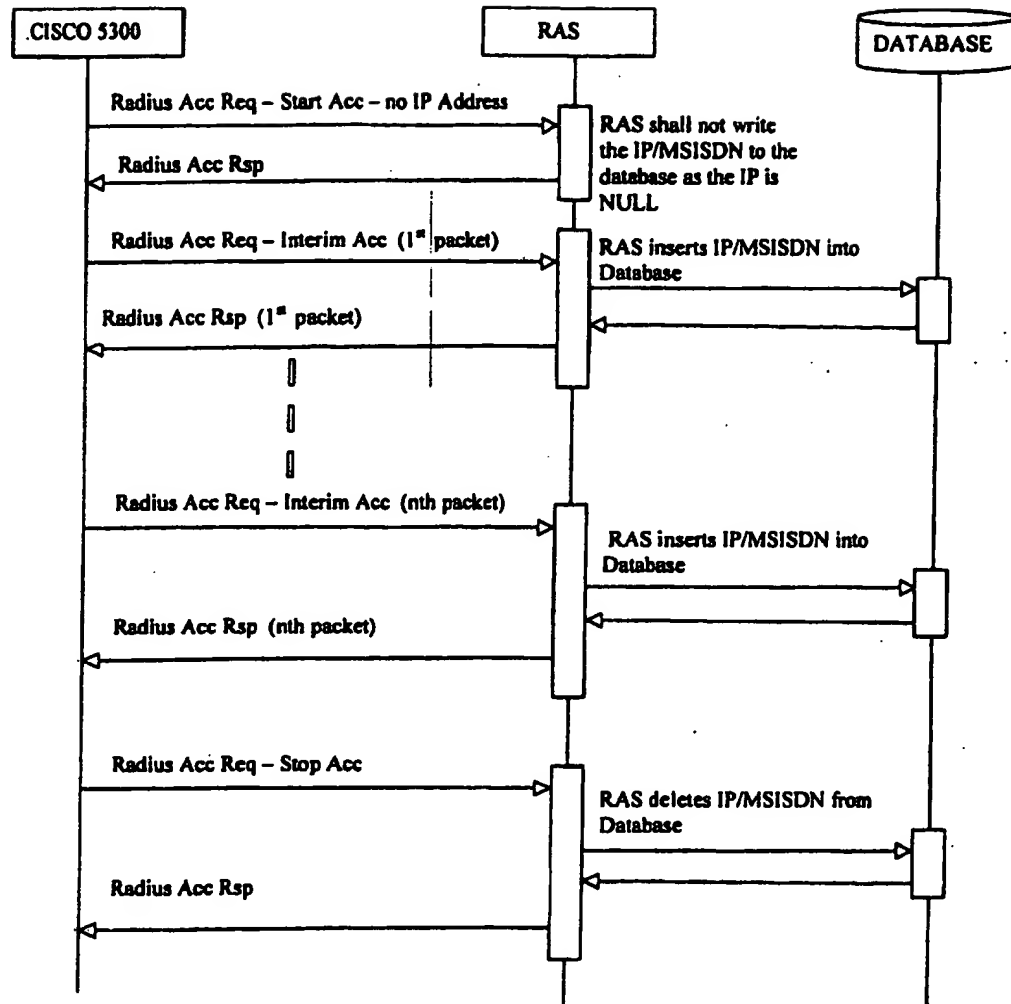 .CISCO 5300
RAS
DATABASE
Radius Acc Req – Start Acc – no IP Address
RAS shall not write
the IP/MSISDN to the
database as the IP is
NULL
Radius Acc Rsp
Radius Acc Req – Interim Acc (1st packet)
RAS inserts IP/MSISDN into
Database
Radius Acc Rsp (1st packet)
Radius Acc Req – Interim Acc (nth packet)
RAS inserts IP/MSISDN into
Database
Radius Acc Rsp (nth packet)
Radius Acc Req – Stop Acc
RAS deletes IP/MSISDN from
Database
Radius Acc Rsp